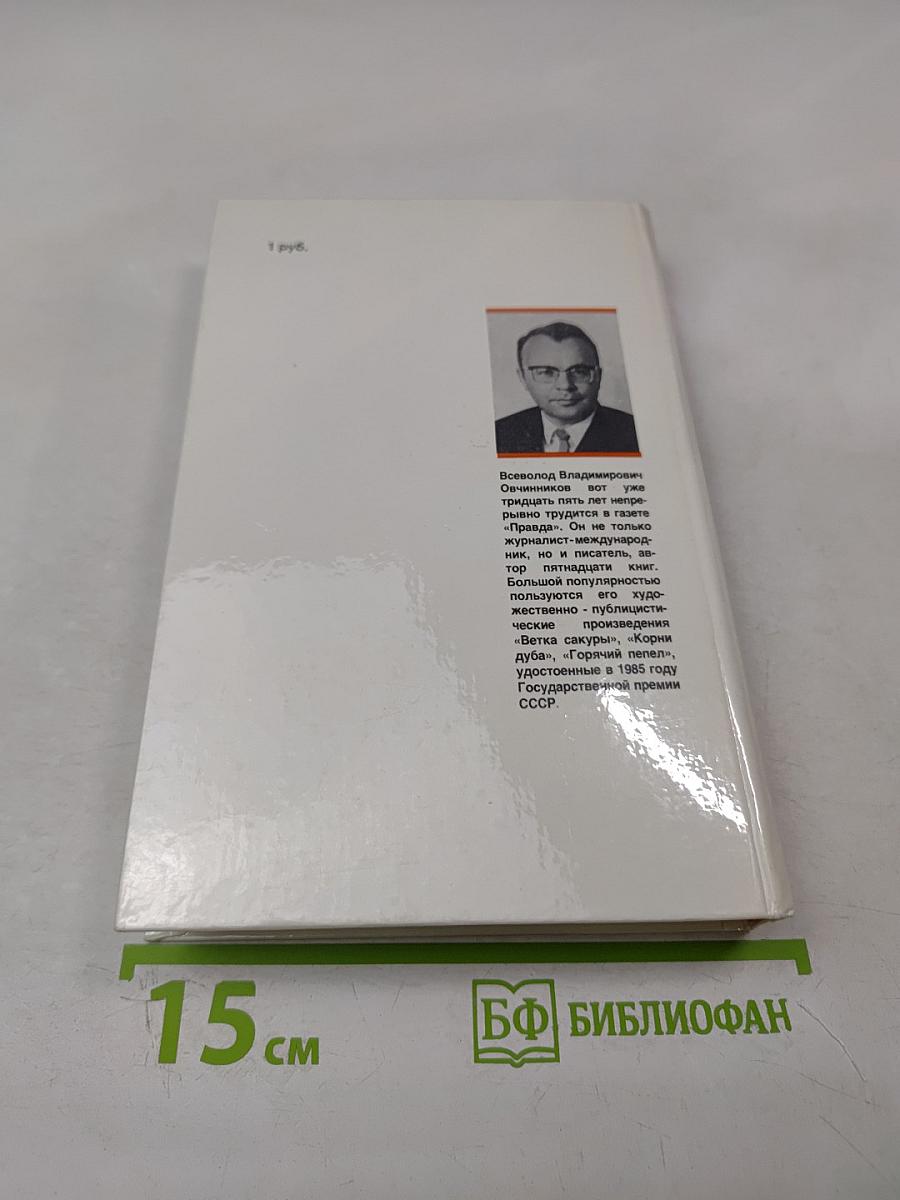 1 руб.
Всеволод Владимирович
Овчинников вот уже
тридцать пять лет непре-
рывно трудится в газете
«Правда». Он не только
журналист-международ-
ник, но и писатель, ав-
тор пятнадцати книг.
Большой популярностью
пользуются его худо-
жественно - публицисти-
ческие произведения
«Ветка сакуры», «Корни
дуба», «Горячий пепел»,
удостоенные в 1985 году
Государственной премии
СССР.
15 см
БФ БИБЛИОФАН